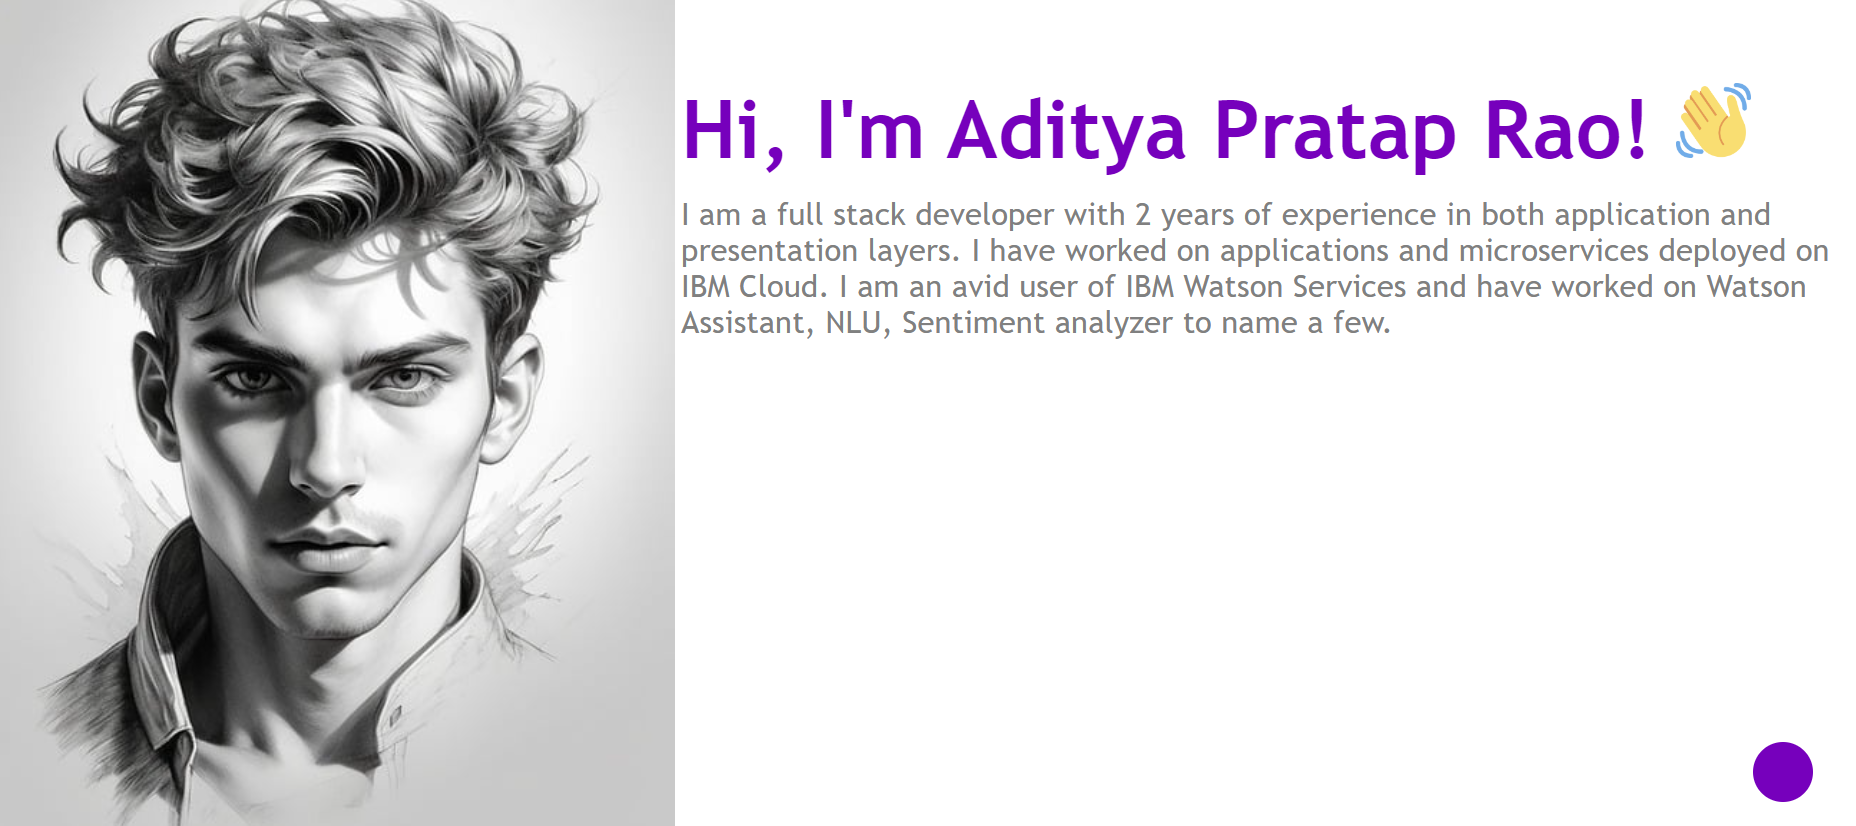 Hi, I'm Aditya Pratap Rao! 👋
I am a full stack developer with 2 years of experience in both application and
presentation layers. I have worked on applications and microservices deployed on
IBM Cloud. I am an avid user of IBM Watson Services and have worked on Watson
Assistant, NLU, Sentiment analyzer to name a few.